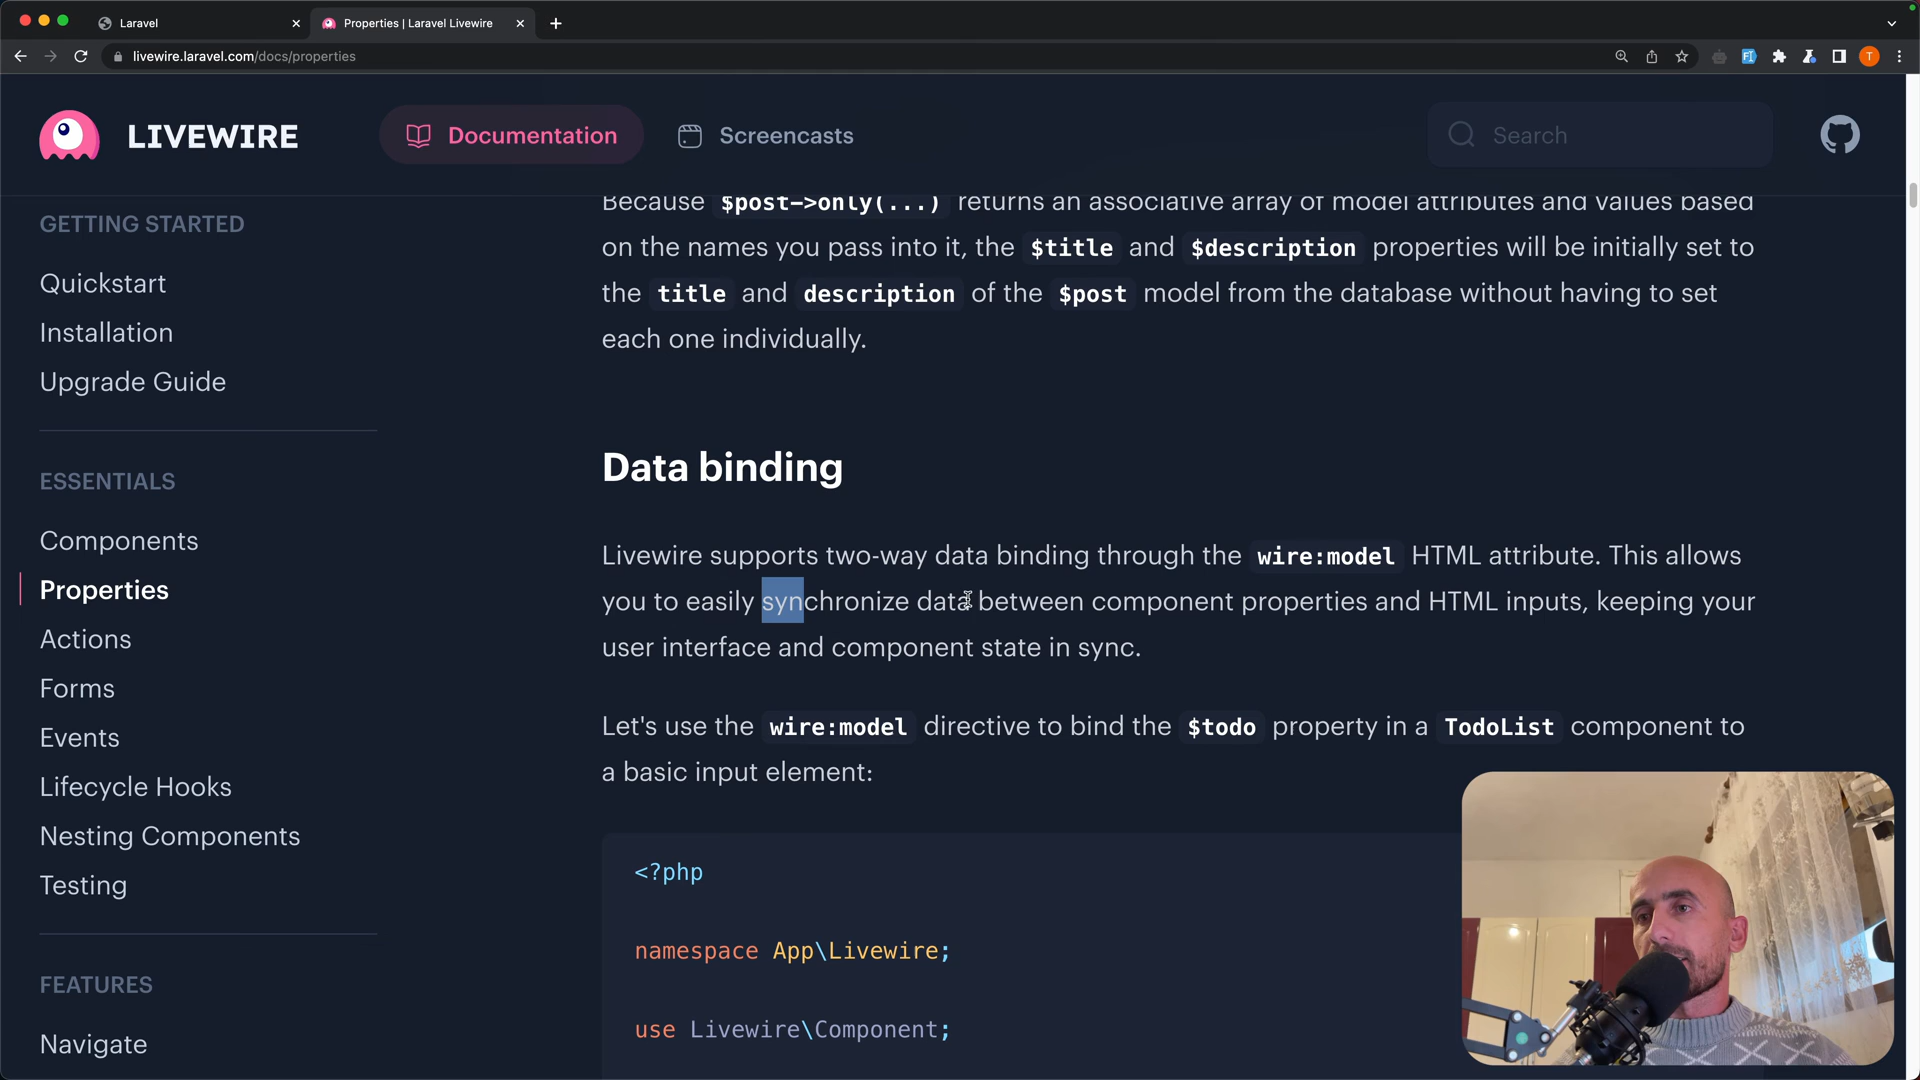 Laravel
Properties | Laravel Livewire
livewire.laravel.com/docs/properties
T
LIVEWIRE
Documentation
Screencasts
Search
GETTING STARTED
Quickstart
Installation
Upgrade Guide
ESSENTIALS
Components
Properties
Actions
Forms
Events
Lifecycle Hooks
Nesting Components
Testing
FEATURES
Navigate
Because $post->only(...) returns an associative array of model attributes and values based
on the names you pass into it, the $title and $description properties will be initially set to
the title and description of the $post model from the database without having to set
each one individually.
Data binding
Livewire supports two-way data binding through the wire:model HTML attribute. This allows
you to easily synchronize data between component properties and HTML inputs, keeping your
user interface and component state in sync.
Let's use the wire:model directive to bind the $todo property in a TodoList component to
a basic input element:
<?php
namespace App\Livewire;
use Livewire\Component;